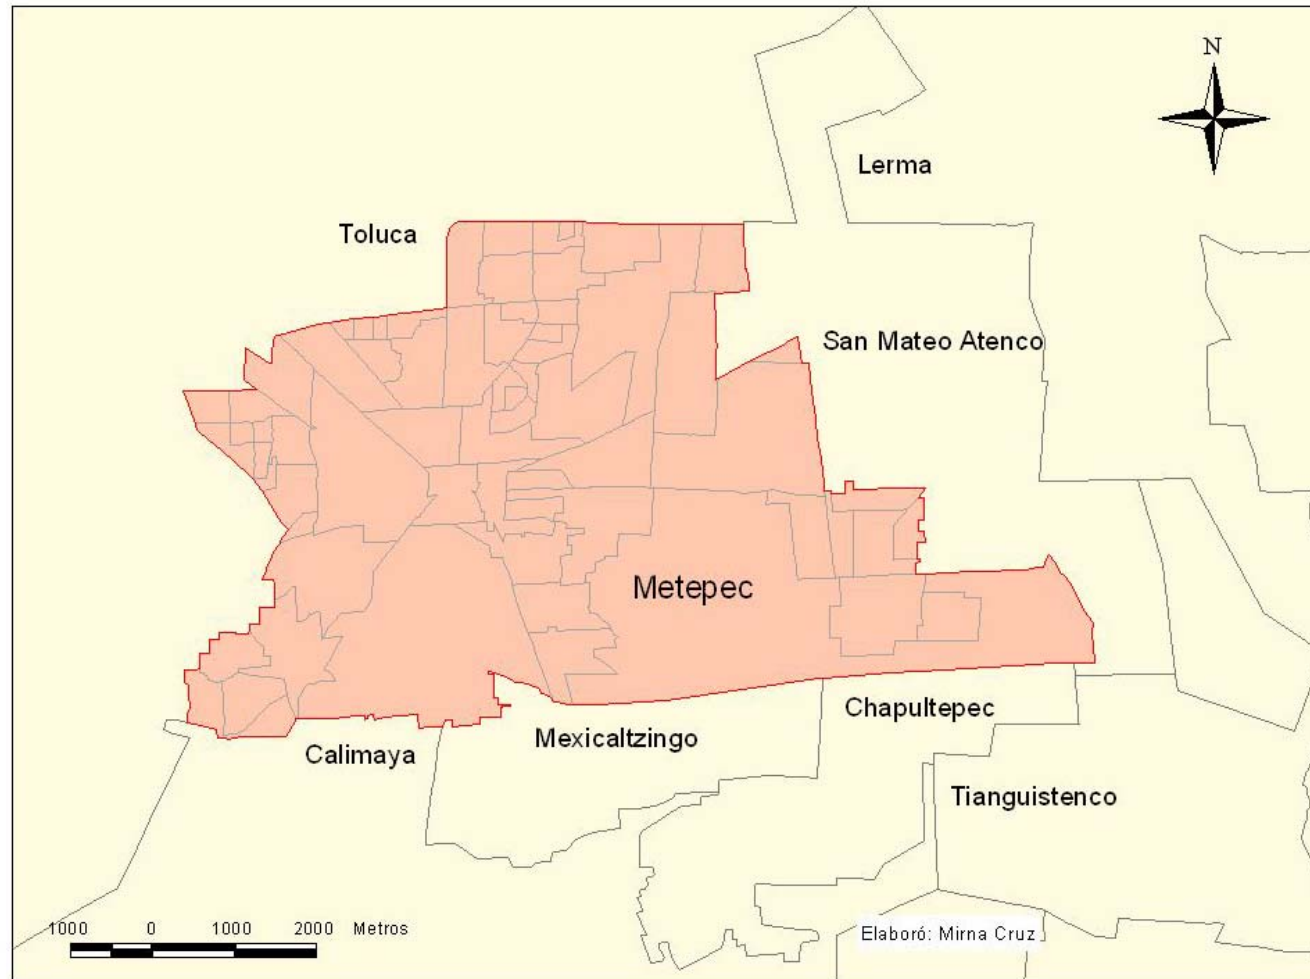 N
Lerma
Toluca
San Mateo Atenco
Metepec
Chapultepec
Mexicaltzingo
Calimaya
Tianguistenco
1000 0 1000 2000 Metros
Elaboró: Mirna Cruz